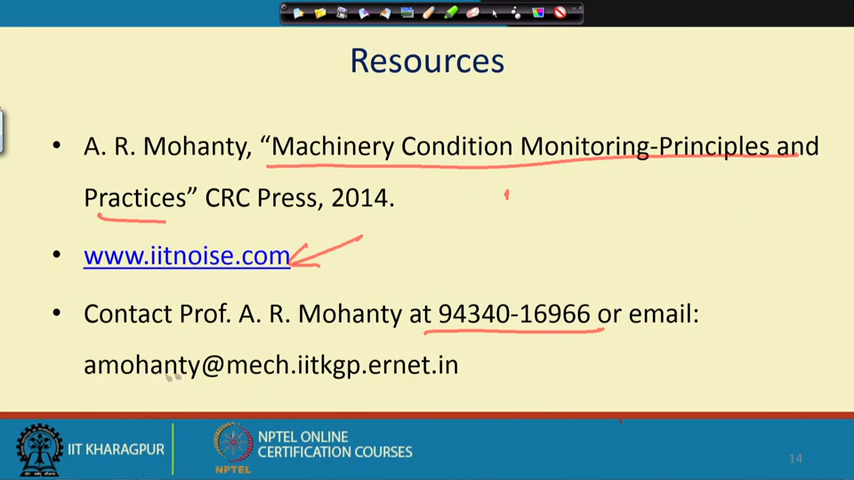 Resources
• A. R. Mohanty, “Machinery Condition Monitoring-Principles and
Practices” CRC Press, 2014.
• www.iitnoise.com
• Contact Prof. A. R. Mohanty at 94340-16966 or email:
amohanty@mech.iitkgp.ernet.in
IIT KHARAGPUR
NPTEL
NPTEL ONLINE
CERTIFICATION COURSES
14